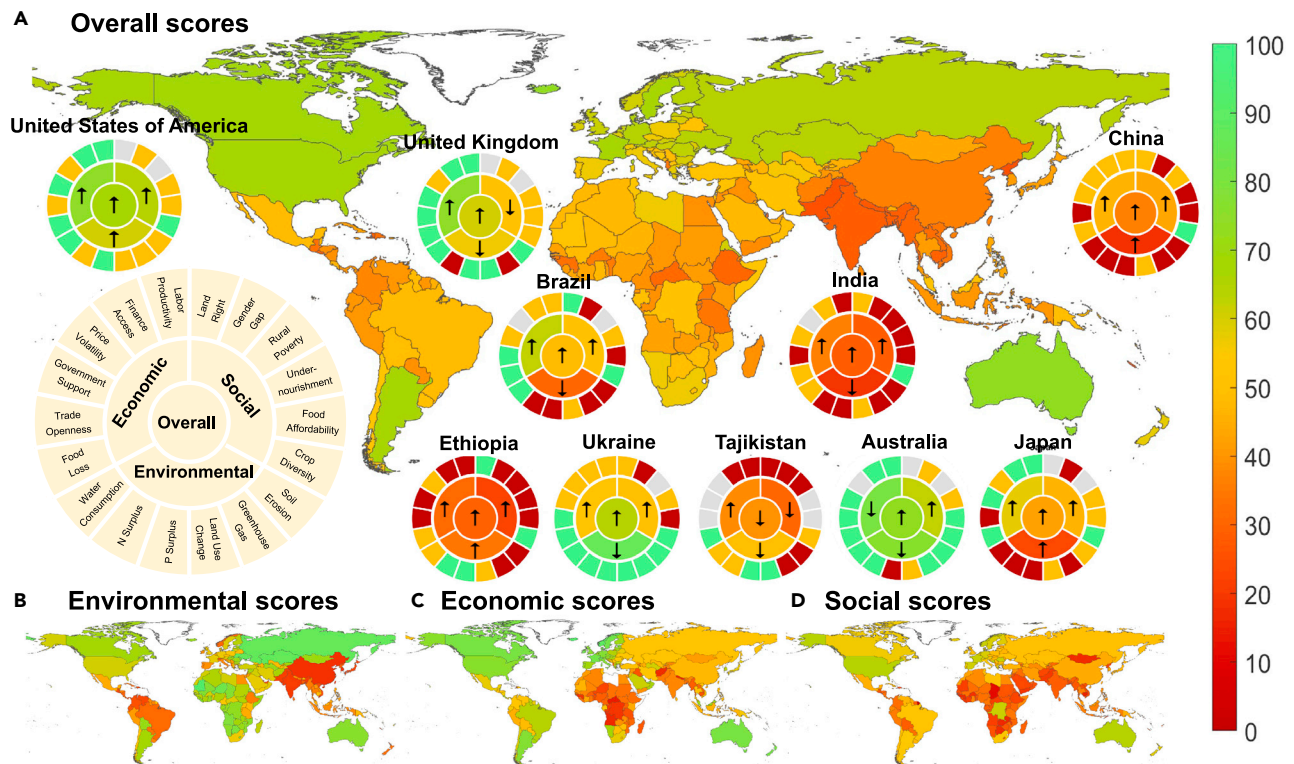 A
Overall scores
United States of America
United Kingdom
China
Brazil
India
Ethiopia
Ukraine
Tajikistan
Australia
Japan
Overall
Economic
Social
Environmental
Land
Right
Gender
Gap
Rural
Poverty
Under-
nourishment
Food
Affordability
Crop
Diversity
Soil
Erosion
Greenhouse
Gas
Land Use
Change
P Surplus
N Surplus
Water
Consumption
Food
Loss
Trade
Openness
Government
Support
Price
Volatility
Finance
Access
Labor
Productivity
100
90
80
70
60
50
40
30
20
10
0
B
Environmental scores
C
Economic scores
D
Social scores